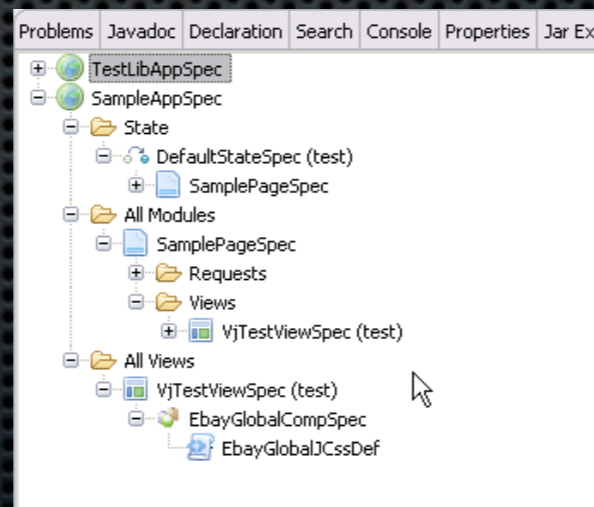 Problems Javadoc Declaration Search Console Properties Jar Ex
TestLibAppSpec
SampleAppSpec
State
DefaultStateSpec (test)
SamplePageSpec
All Modules
SamplePageSpec
Requests
Views
VjTestViewSpec (test)
All Views
VjTestViewSpec (test)
EbayGlobalCompSpec
EbayGlobalJCssDef